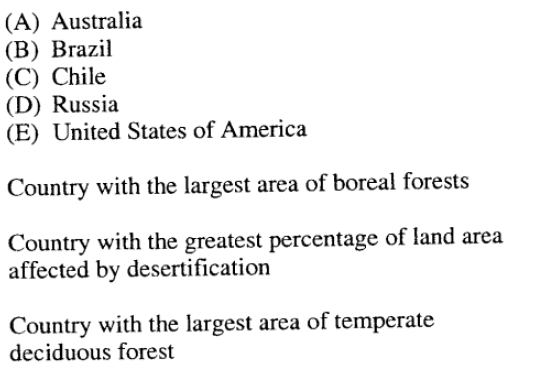 (A) Australia
(B) Brazil
(C) Chile
(D) Russia
(E) United States of America
Country with the largest area of boreal forests
Country with the greatest percentage of land area
affected by desertification
Country with the largest area of temperate
deciduous forest